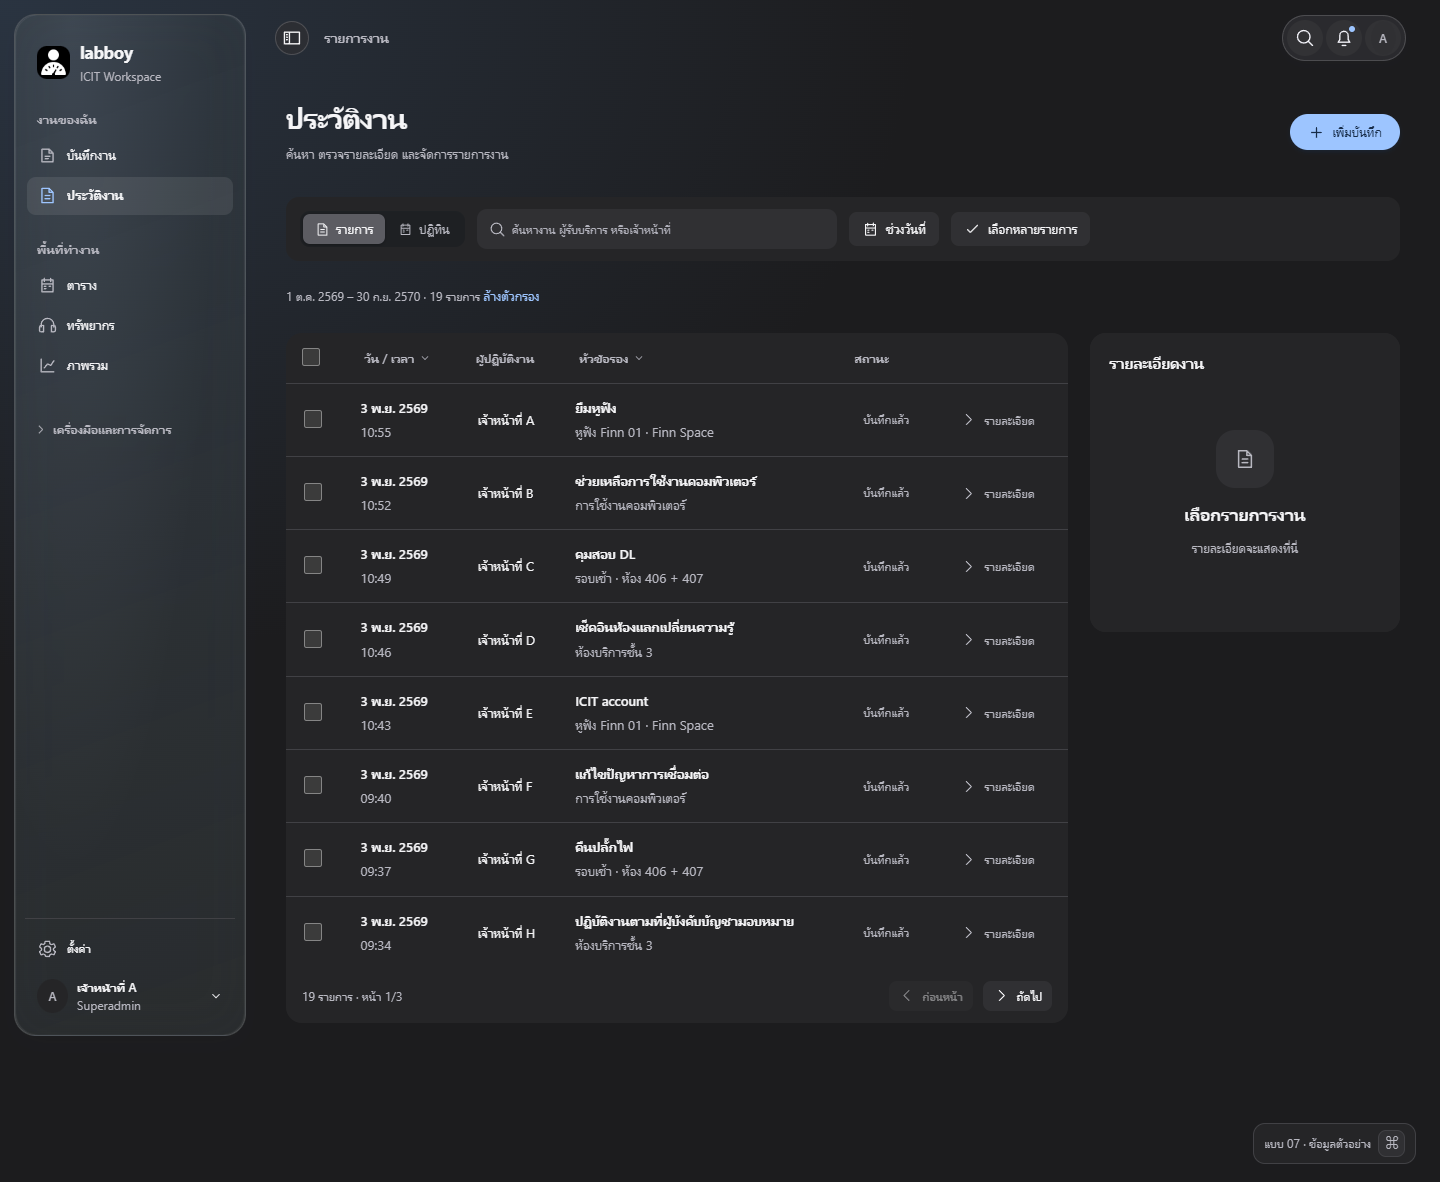 labboy
ICIT Workspace
งานของฉัน
บันทึกงาน
ประวัติงาน
พื้นที่ทำงาน
ตาราง
ทรัพยากร
ภาพรวม
เครื่องมือและการจัดการ
ตั้งค่า
A
เจ้าหน้าที่ A
Superadmin
รายการงาน
A
ประวัติงาน
ค้นหา ตรวจรายละเอียด และจัดการรายการงาน
เพิ่มบันทึก
รายการ
ปฏิทิน
ค้นหางาน ผู้รับบริการ หรือเจ้าหน้าที่
ช่วงวันที่
เลือกหลายรายการ
1 ต.ค. 2569 – 30 ก.ย. 2570 · 19 รายการ ล้างตัวกรอง
วัน / เวลา
ผู้ปฏิบัติงาน
หัวข้อรอง
สถานะ
3 พ.ย. 2569
10:55
เจ้าหน้าที่ A
ยืมหูฟัง
หูฟัง Finn 01 · Finn Space
บันทึกแล้ว
รายละเอียด
3 พ.ย. 2569
10:52
เจ้าหน้าที่ B
ช่วยเหลือการใช้งานคอมพิวเตอร์
การใช้งานคอมพิวเตอร์
บันทึกแล้ว
รายละเอียด
3 พ.ย. 2569
10:49
เจ้าหน้าที่ C
คุมสอบ DL
รอบเช้า · ห้อง 406 + 407
บันทึกแล้ว
รายละเอียด
3 พ.ย. 2569
10:46
เจ้าหน้าที่ D
เช็คอินห้องแลกเปลี่ยนความรู้
ห้องบริการชั้น 3
บันทึกแล้ว
รายละเอียด
3 พ.ย. 2569
10:43
เจ้าหน้าที่ E
ICIT account
หูฟัง Finn 01 · Finn Space
บันทึกแล้ว
รายละเอียด
3 พ.ย. 2569
09:40
เจ้าหน้าที่ F
แก้ไขปัญหาการเชื่อมต่อ
การใช้งานคอมพิวเตอร์
บันทึกแล้ว
รายละเอียด
3 พ.ย. 2569
09:37
เจ้าหน้าที่ G
คืนปลั๊กไฟ
รอบเช้า · ห้อง 406 + 407
บันทึกแล้ว
รายละเอียด
3 พ.ย. 2569
09:34
เจ้าหน้าที่ H
ปฏิบัติงานตามที่ผู้บังคับบัญชามอบหมาย
ห้องบริการชั้น 3
บันทึกแล้ว
รายละเอียด
19 รายการ · หน้า 1/3
ก่อนหน้า
ถัดไป
รายละเอียดงาน
เลือกรายการงาน
รายละเอียดจะแสดงที่นี่
แบบ 07 · ข้อมูลตัวอย่าง ⌘